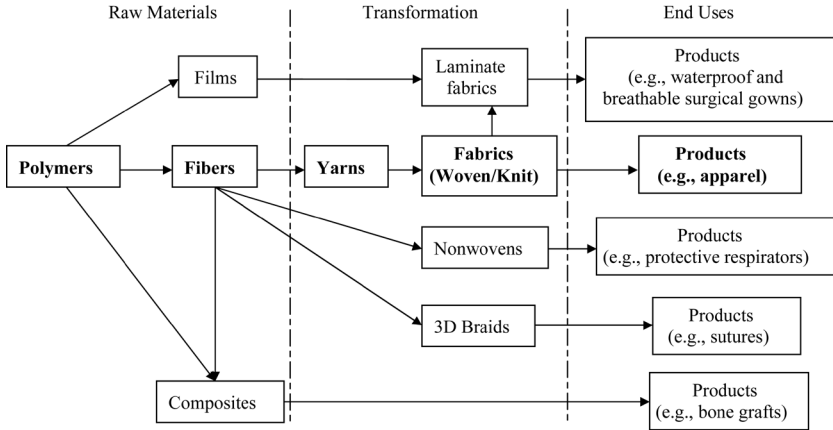 Raw Materials
Transformation
End Uses
Films
Laminate
fabrics
Products
(e.g., waterproof and
breathable surgical gowns)
Polymers
Fibers
Yarns
Fabrics
(Woven/Knit)
Products
(e.g., apparel)
Nonwovens
Products
(e.g., protective respirators)
3D Braids
Products
(e.g., sutures)
Composites
Products
(e.g., bone grafts)